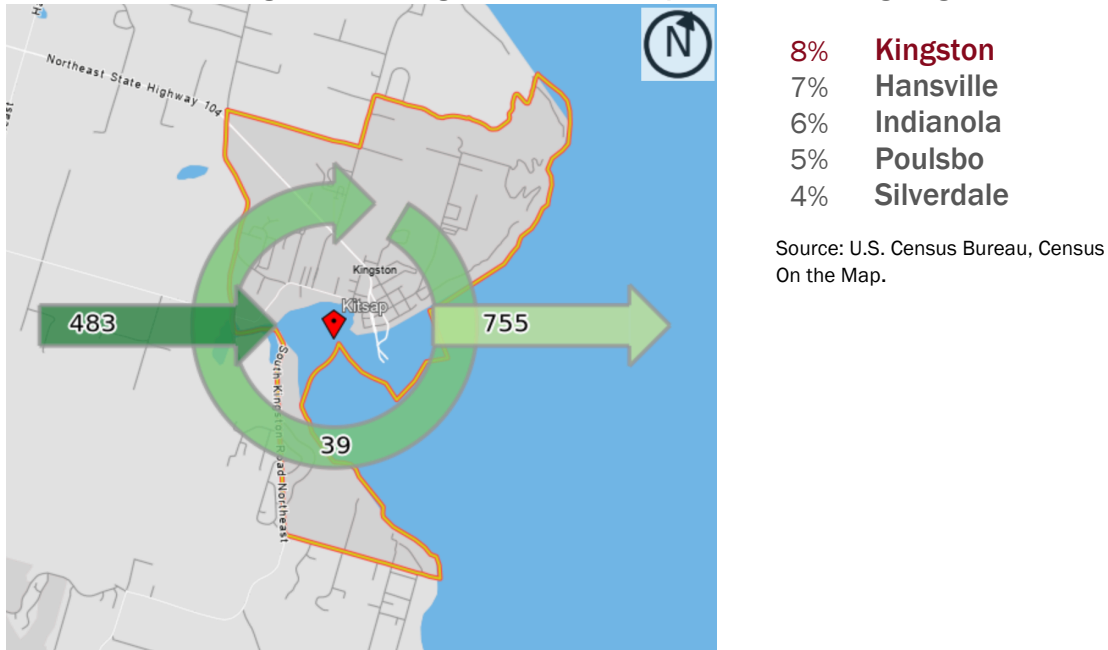 Northeast State Highway 104
N
Kingston
Kitsap
483
755
39
South Kingston Road Northeast
8% Kingston
7% Hansville
6% Indianola
5% Poulsbo
4% Silverdale
Source: U.S. Census Bureau, Census
On the Map.